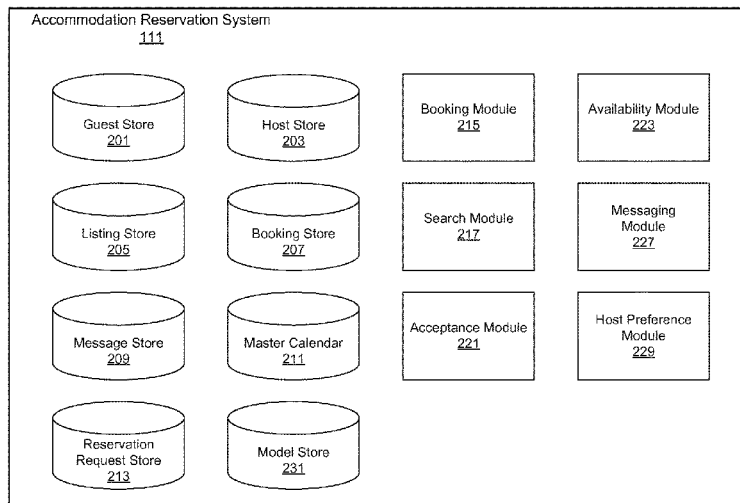 Accommodation Reservation System
111
Guest Store
201
Host Store
203
Booking Module
215
Availability Module
223
Listing Store
205
Booking Store
207
Search Module
217
Messaging
Module
227
Message Store
209
Master Calendar
211
Acceptance Module
221
Host Preference
Module
229
Reservation
Request Store
213
Model Store
231